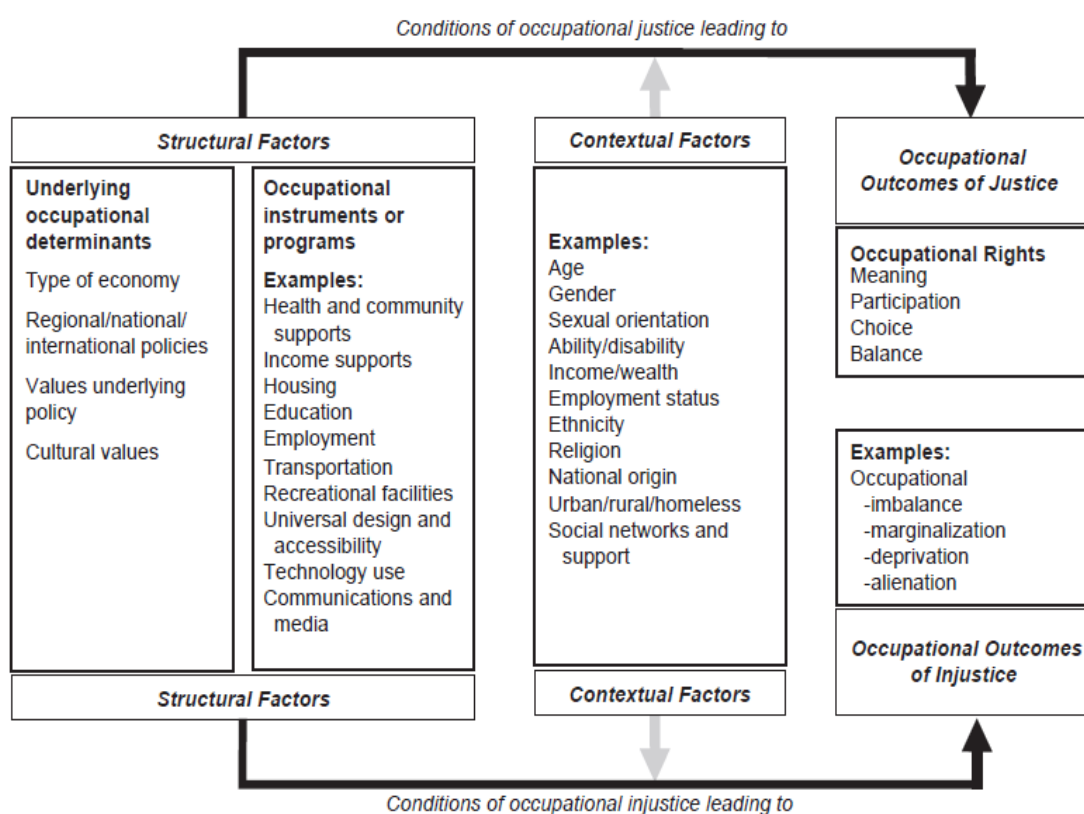 Conditions of occupational justice leading to
Structural Factors
Underlying
occupational
determinants
Type of economy
Regional/national/
international policies
Values underlying
policy
Cultural values
Occupational
instruments or
programs
Examples:
Health and community
supports
Income supports
Housing
Education
Employment
Transportation
Recreational facilities
Universal design and
accessibility
Technology use
Communications and
media
Structural Factors
Contextual Factors
Examples:
Age
Gender
Sexual orientation
Ability/disability
Income/wealth
Employment status
Ethnicity
Religion
National origin
Urban/rural/homeless
Social networks and
support
Contextual Factors
Occupational
Outcomes of Justice
Occupational Rights
Meaning
Participation
Choice
Balance
Examples:
Occupational
-imbalance
-marginalization
-deprivation
-alienation
Occupational Outcomes
of Injustice
Conditions of occupational injustice leading to